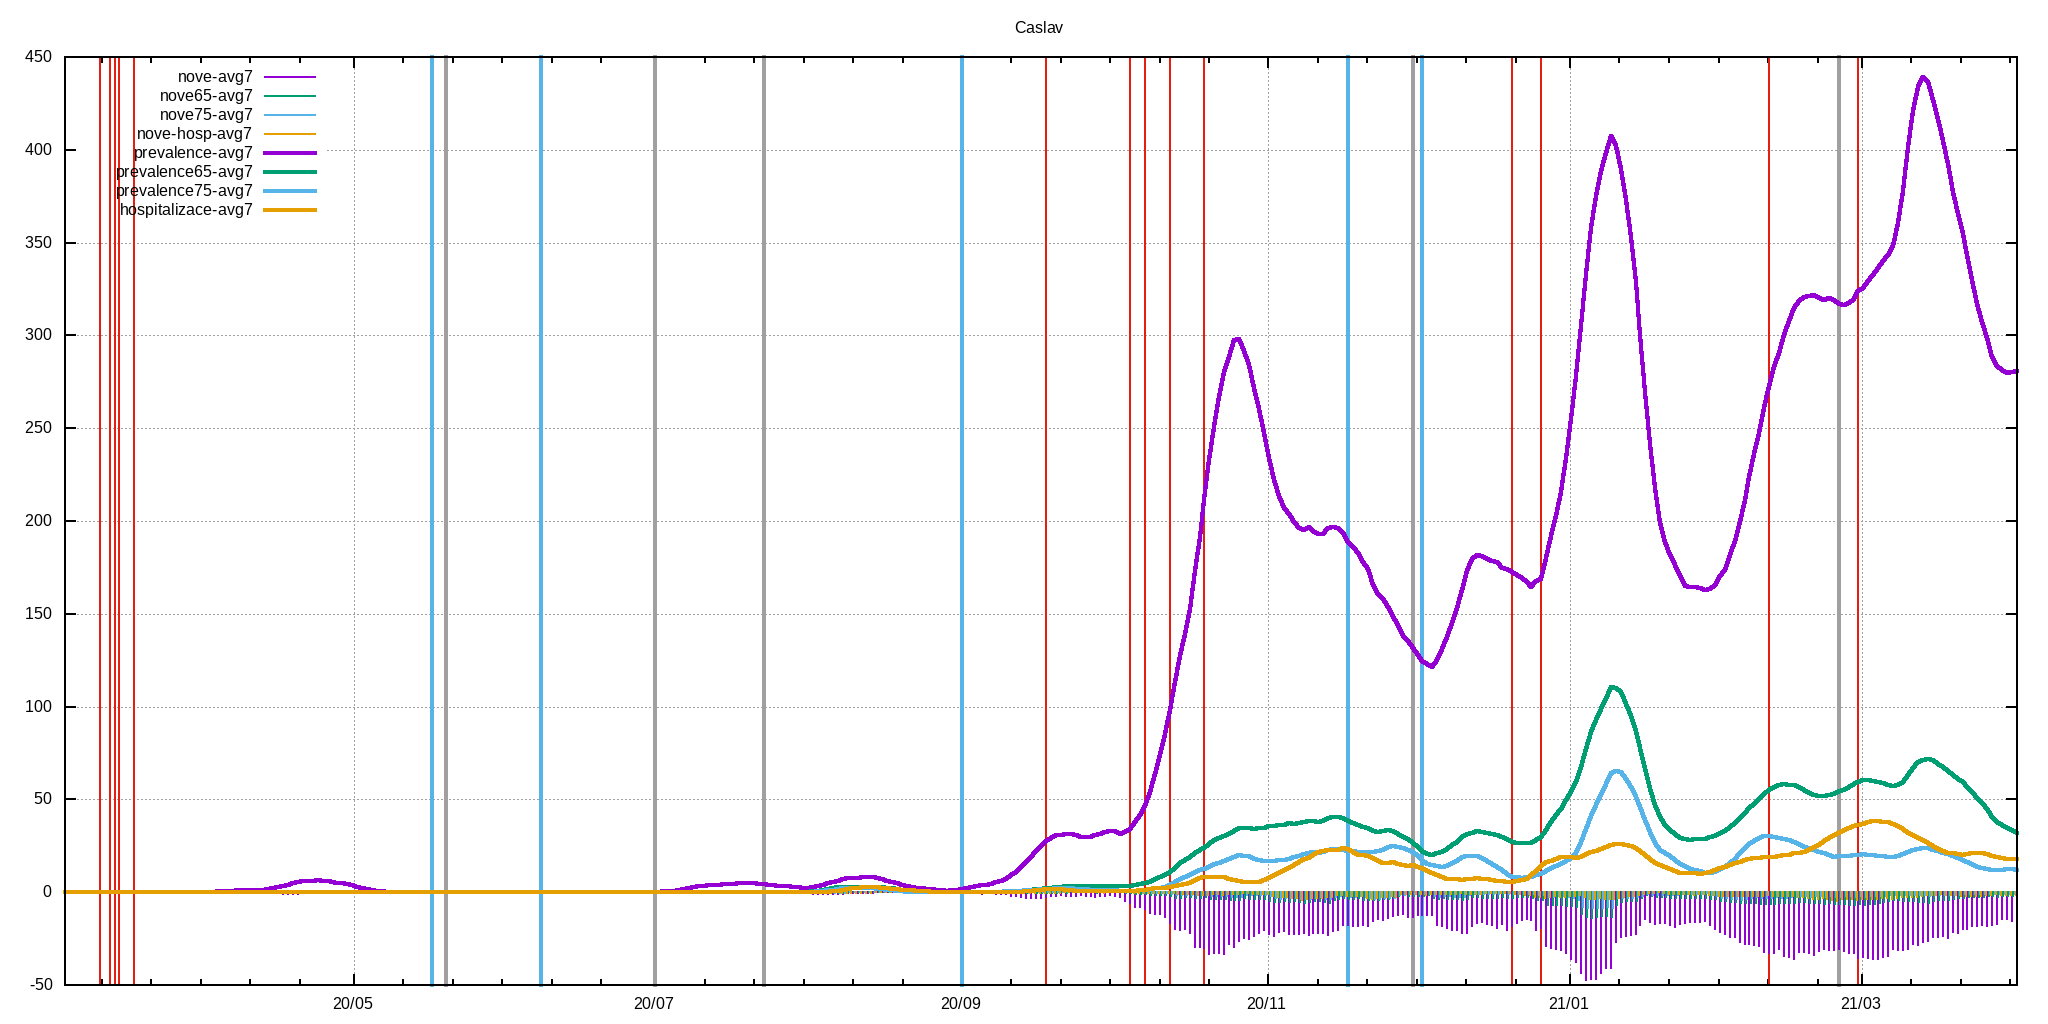 Caslav
450
400
350
300
250
200
150
100
50
0
-50
nove-avg7
nove65-avg7
nove75-avg7
nove-hosp-avg7
prevalence-avg7
prevalence65-avg7
prevalence75-avg7
hospitalizace-avg7
20/05 20/07 20/09 20/11 21/01 21/03